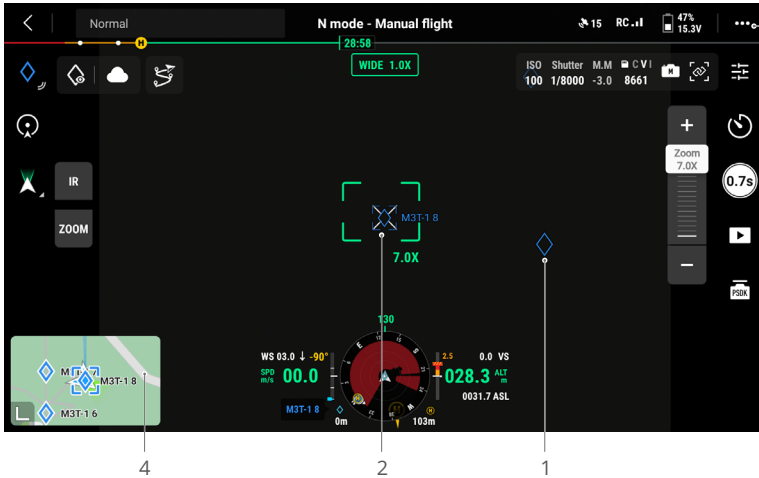 Normal
N mode - Manual flight
15
RC
47%
15.3V
H
28:58
WIDE 1.0X
ISO Shutter M.M C V I
100 1/8000 -3.0 8661
M
Zoom
7.0X
0.7s
IR
ZOOM
M3T-1 8
7.0X
PSDK
130
WS 03.0 ↓ -90°
2.5 0.0 VS
SPD
m/s
00.0
028.3 ALT
m
0031.7 ASL
E
S
W
M3T-1 8
0m
H
103m
M3T-1 8
M3T-1 6
L
4
2
1